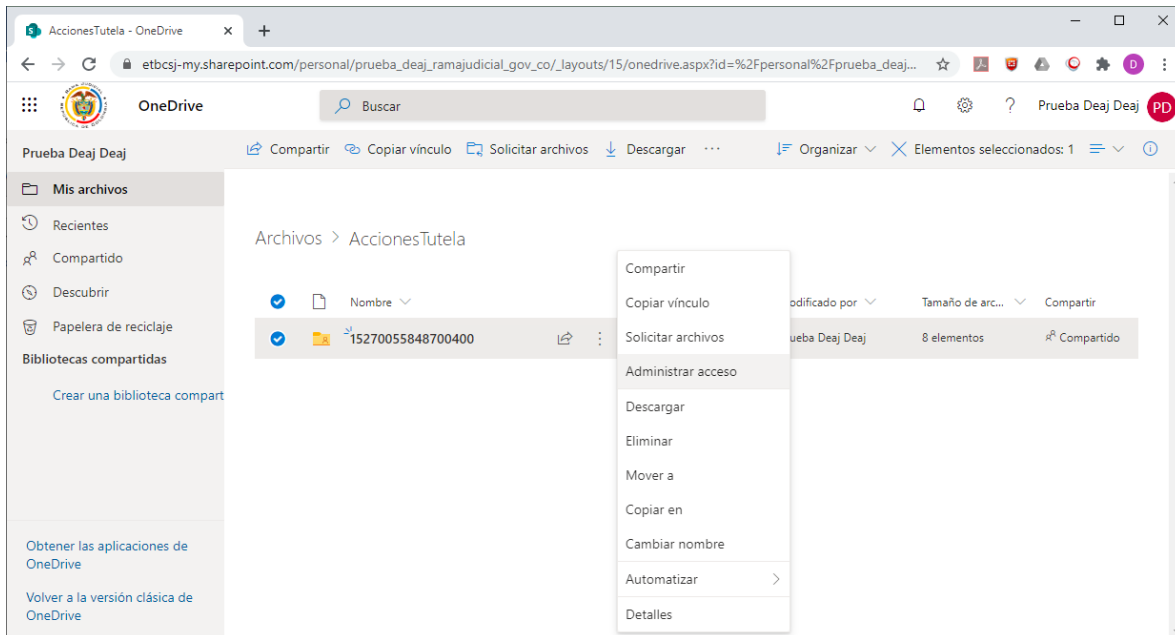 AccionesTutela - OneDrive
etbcsj-my.sharepoint.com/personal/prueba_deaj_ramajudicial_gov_co/_layouts/15/onedrive.aspx?id=%2Fpersonal%2Fprueba_deaj...
D
OneDrive
Buscar
Prueba Deaj Deaj PD
Prueba Deaj Deaj
Compartir Copiar vínculo Solicitar archivos Descargar ··· Organizar Elementos seleccionados: 1
Mis archivos
Recientes
Compartido
Descubrir
Papelera de reciclaje
Bibliotecas compartidas
Crear una biblioteca compart
Obtener las aplicaciones de
OneDrive
Volver a la versión clásica de
OneDrive
Archivos > AccionesTutela
Nombre odificado por Tamaño de arc... Compartir
15270055848700400 ueba Deaj Deaj 8 elementos Compartido
Compartir
Copiar vínculo
Solicitar archivos
Administrar acceso
Descargar
Eliminar
Mover a
Copiar en
Cambiar nombre
Automatizar
Detalles